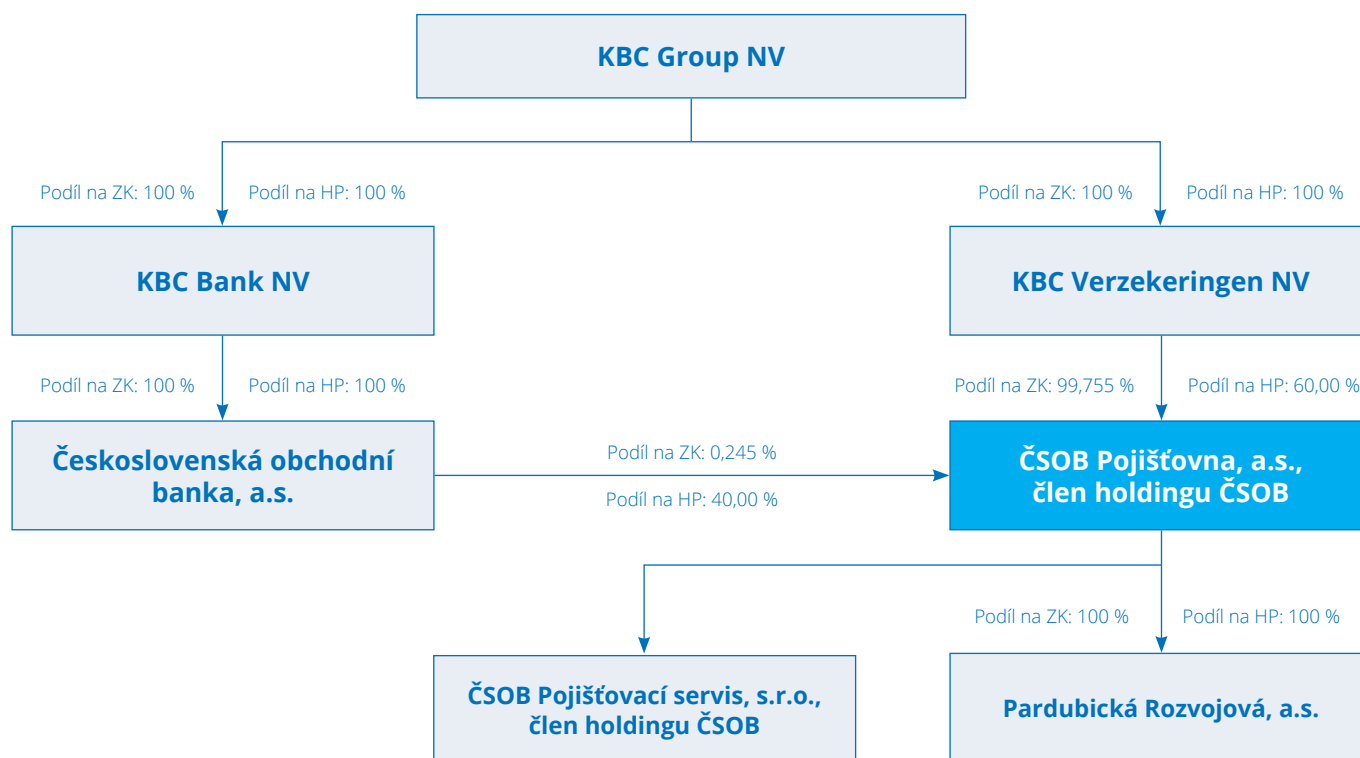 KBC Group NV
Podíl na ZK: 100 %
Podíl na HP: 100 %
Podíl na ZK: 100 %
Podíl na HP: 100 %
KBC Bank NV
KBC Verzekeringen NV
Podíl na ZK: 100 %
Podíl na HP: 100 %
Podíl na ZK: 99,755 %
Podíl na HP: 60,00 %
Československá obchodní
banka, a.s.
Podíl na ZK: 0,245 %
Podíl na HP: 40,00 %
ČSOB Pojišťovna, a.s.,
člen holdingu ČSOB
Podíl na ZK: 100 %
Podíl na HP: 100 %
ČSOB Pojišťovací servis, s.r.o.,
člen holdingu ČSOB
Pardubická Rozvojová, a.s.